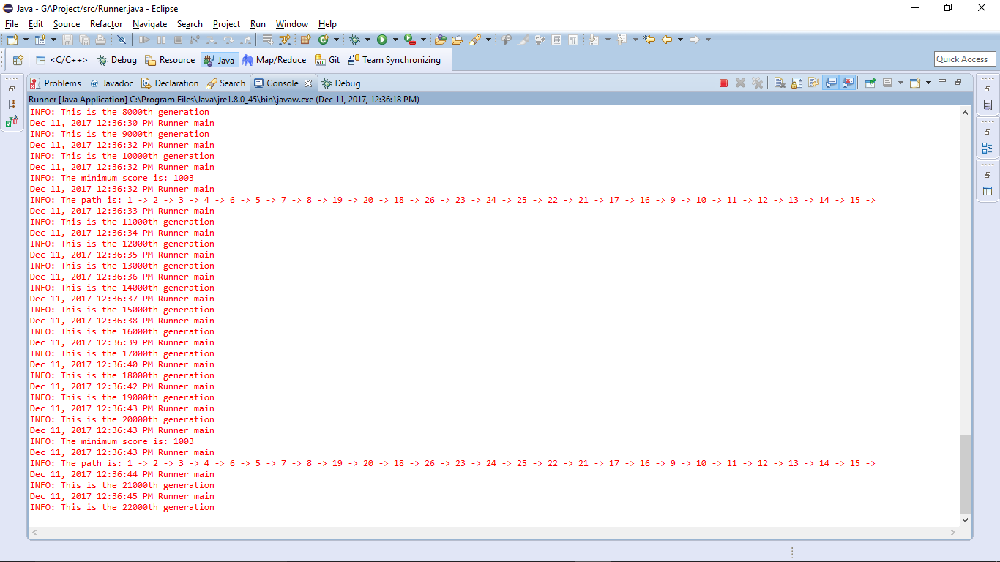 Java - GAProject/src/Runner.java - Eclipse
File Edit Source Refactor Navigate Search Project Run Window Help
<C/C++> Debug Resource Java Map/Reduce Git Team Synchronizing Quick Access
Problems @ Javadoc Declaration Search Console Debug
Runner [Java Application] C:\Program Files\Java\jre1.8.0_45\bin\javaw.exe (Dec 11, 2017, 12:36:18 PM)
INFO: This is the 8000th generation
Dec 11, 2017 12:36:30 PM Runner main
INFO: This is the 9000th generation
Dec 11, 2017 12:36:32 PM Runner main
INFO: This is the 10000th generation
Dec 11, 2017 12:36:32 PM Runner main
INFO: The minimum score is: 1003
Dec 11, 2017 12:36:32 PM Runner main
INFO: The path is: 1 -> 2 -> 3 -> 4 -> 6 -> 5 -> 7 -> 8 -> 19 -> 20 -> 18 -> 26 -> 23 -> 24 -> 25 -> 22 -> 21 -> 17 -> 16 -> 9 -> 10 -> 11 -> 12 -> 13 -> 14 -> 15 ->
Dec 11, 2017 12:36:33 PM Runner main
INFO: This is the 11000th generation
Dec 11, 2017 12:36:34 PM Runner main
INFO: This is the 12000th generation
Dec 11, 2017 12:36:35 PM Runner main
INFO: This is the 13000th generation
Dec 11, 2017 12:36:36 PM Runner main
INFO: This is the 14000th generation
Dec 11, 2017 12:36:37 PM Runner main
INFO: This is the 15000th generation
Dec 11, 2017 12:36:38 PM Runner main
INFO: This is the 16000th generation
Dec 11, 2017 12:36:39 PM Runner main
INFO: This is the 17000th generation
Dec 11, 2017 12:36:40 PM Runner main
INFO: This is the 18000th generation
Dec 11, 2017 12:36:42 PM Runner main
INFO: This is the 19000th generation
Dec 11, 2017 12:36:43 PM Runner main
INFO: This is the 20000th generation
Dec 11, 2017 12:36:43 PM Runner main
INFO: The minimum score is: 1003
Dec 11, 2017 12:36:43 PM Runner main
INFO: The path is: 1 -> 2 -> 3 -> 4 -> 6 -> 5 -> 7 -> 8 -> 19 -> 20 -> 18 -> 26 -> 23 -> 24 -> 25 -> 22 -> 21 -> 17 -> 16 -> 9 -> 10 -> 11 -> 12 -> 13 -> 14 -> 15 ->
Dec 11, 2017 12:36:44 PM Runner main
INFO: This is the 21000th generation
Dec 11, 2017 12:36:45 PM Runner main
INFO: This is the 22000th generation